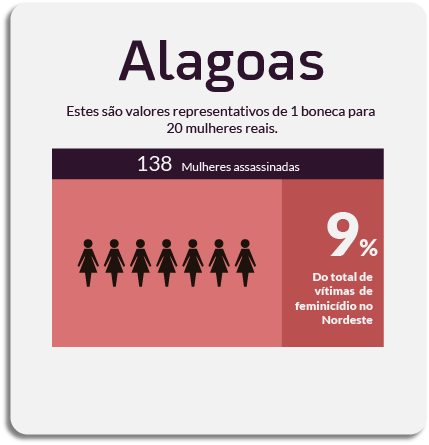 Alagoas
Estes são valores representativos de 1 boneca para
20 mulheres reais.
138 Mulheres assassinadas
9%
Do total de
vítimas de
feminicídio no
Nordeste